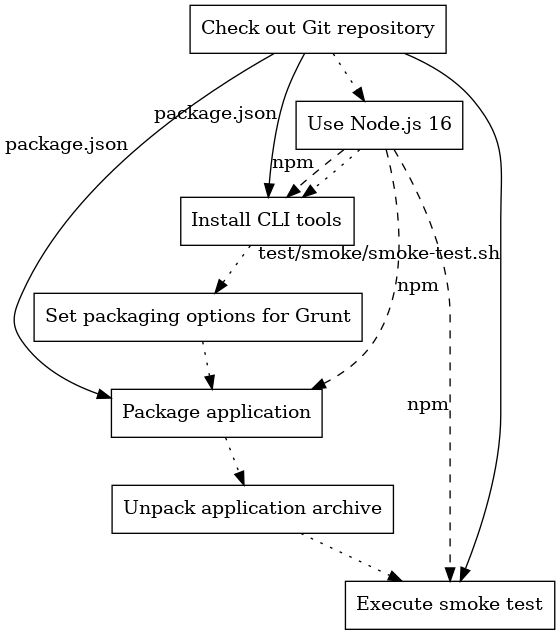 Check out Git repository
package.json
Use Node.js 16
package.json
npm
Install CLI tools
test/smoke/smoke-test.sh
npm
Set packaging options for Grunt
npm
Package application
Unpack application archive
Execute smoke test